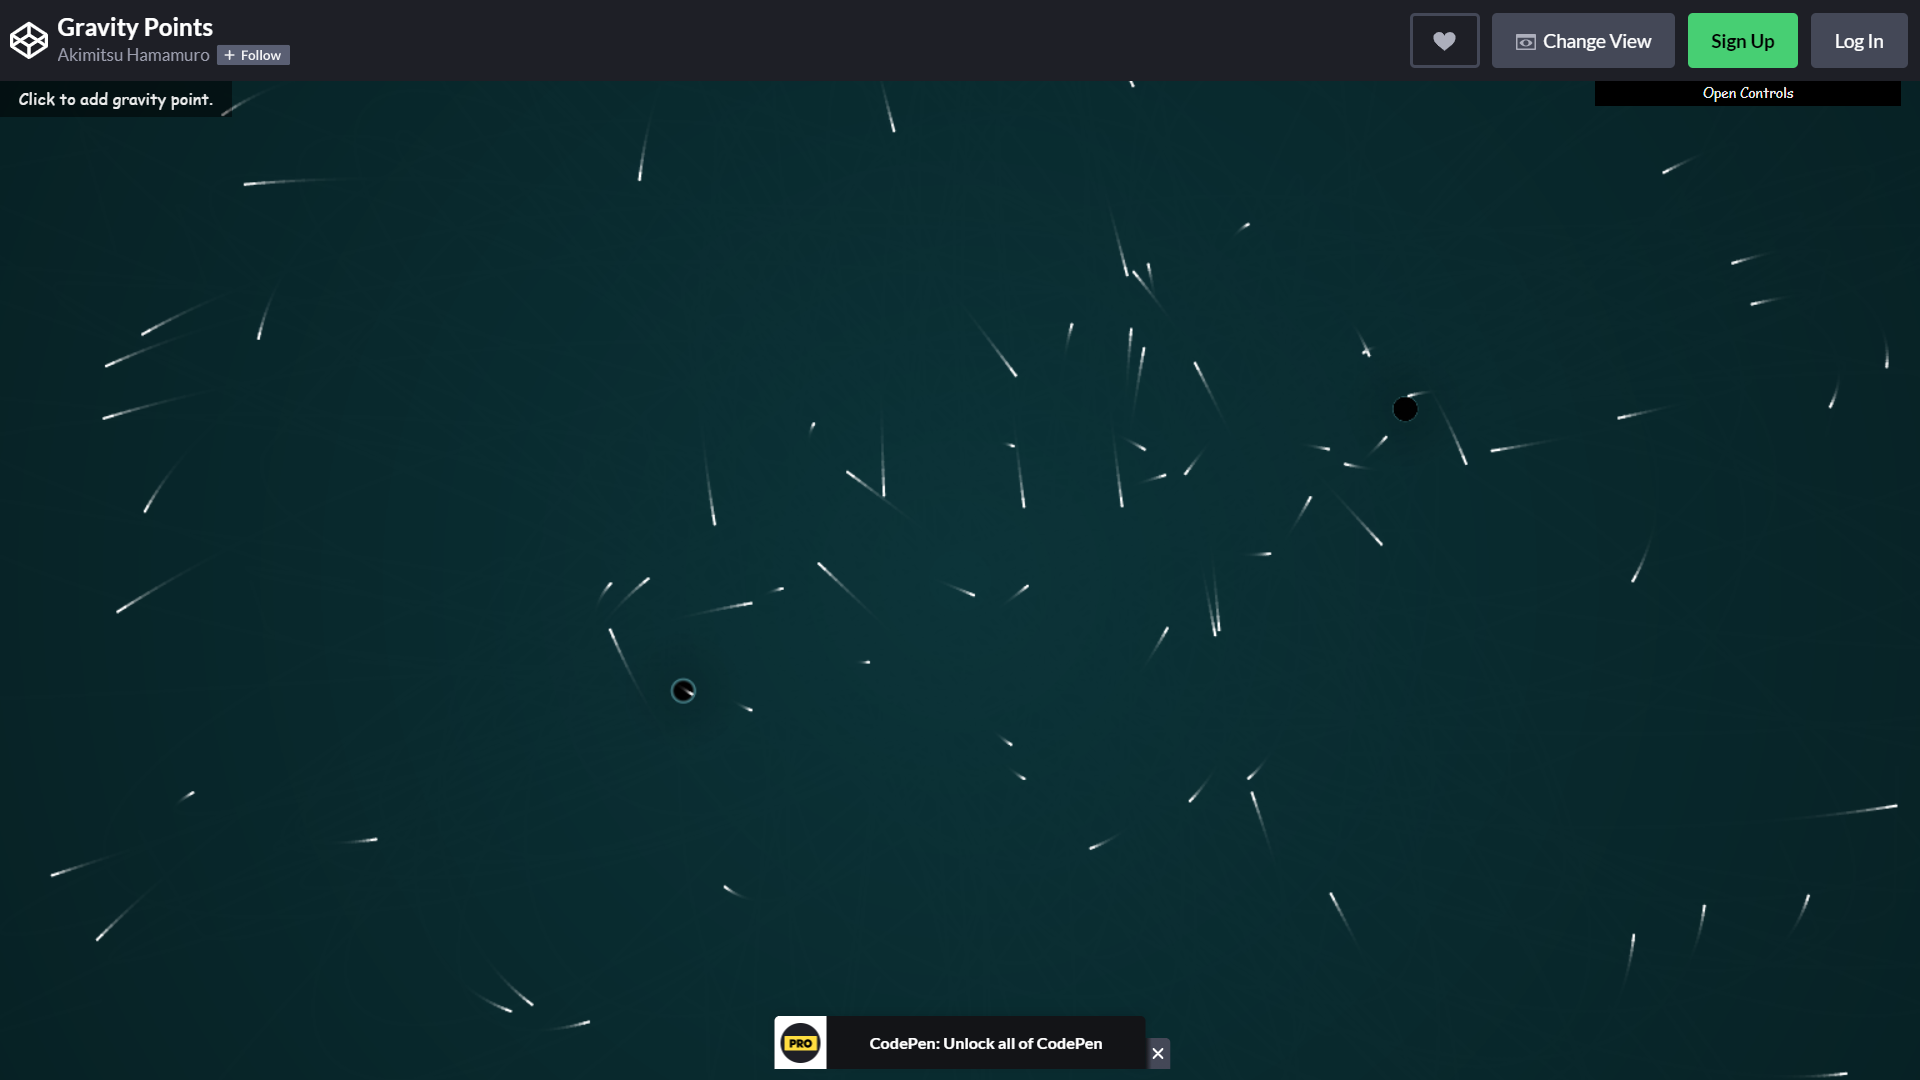 Gravity Points
Akimitsu Hamamuro + Follow
Change View
Sign Up
Log In
Click to add gravity point.
Open Controls
PRO
CodePen: Unlock all of CodePen